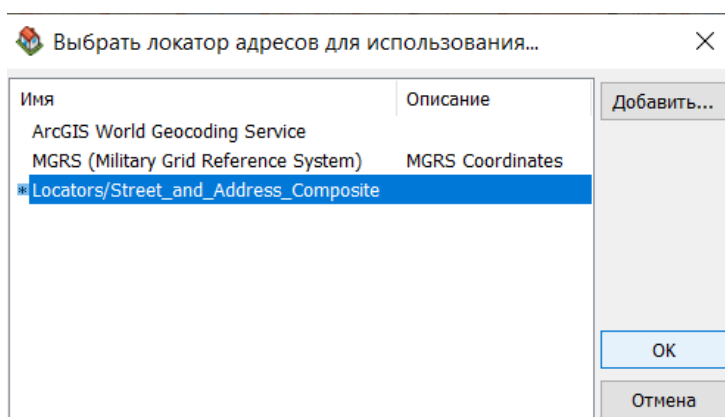 Выбрать локатор адресов для использования...
Имя Описание Добавить...
ArcGIS World Geocoding Service
MGRS (Military Grid Reference System) MGRS Coordinates
*Locators/Street_and_Address_Composite
OK
Отмена